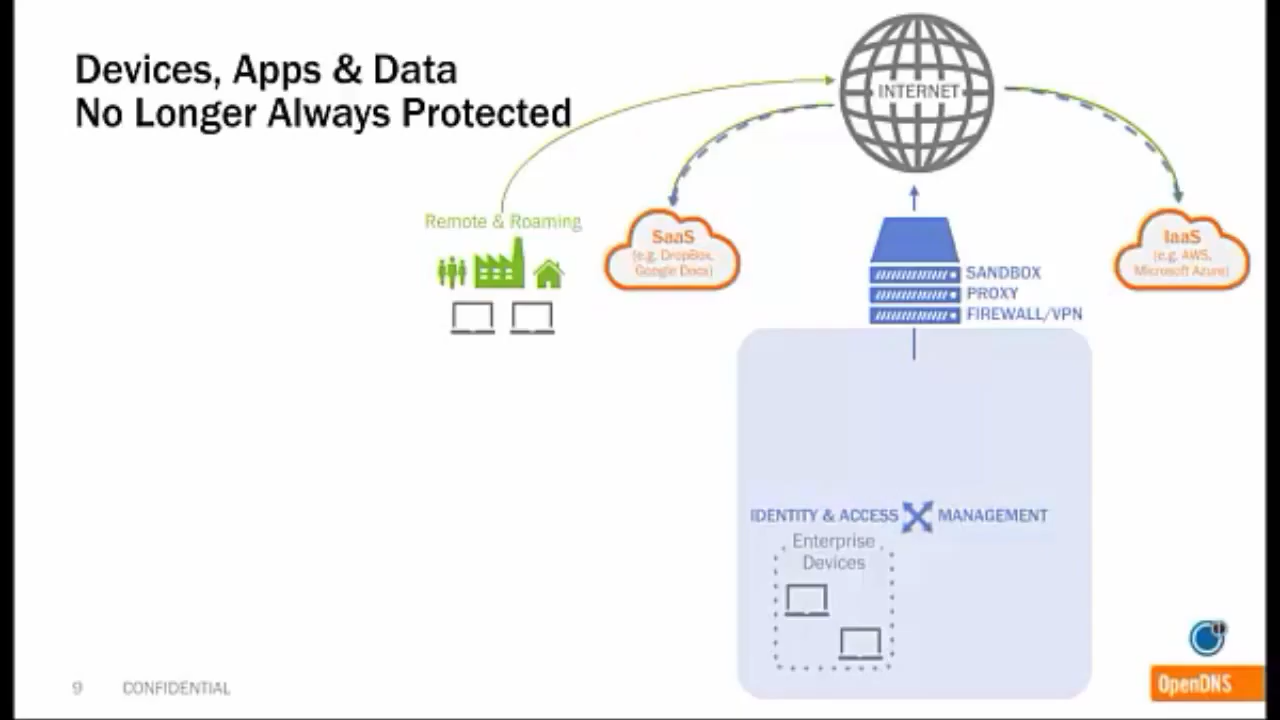 Devices, Apps & Data
No Longer Always Protected
INTERNET
Remote & Roaming
SaaS
(e.g. DropBox,
Google Docs)
IaaS
(e.g. AWS,
Microsoft Azure)
SANDBOX
PROXY
FIREWALL/VPN
IDENTITY & ACCESS MANAGEMENT
Enterprise
Devices
9 CONFIDENTIAL
OpenDNS